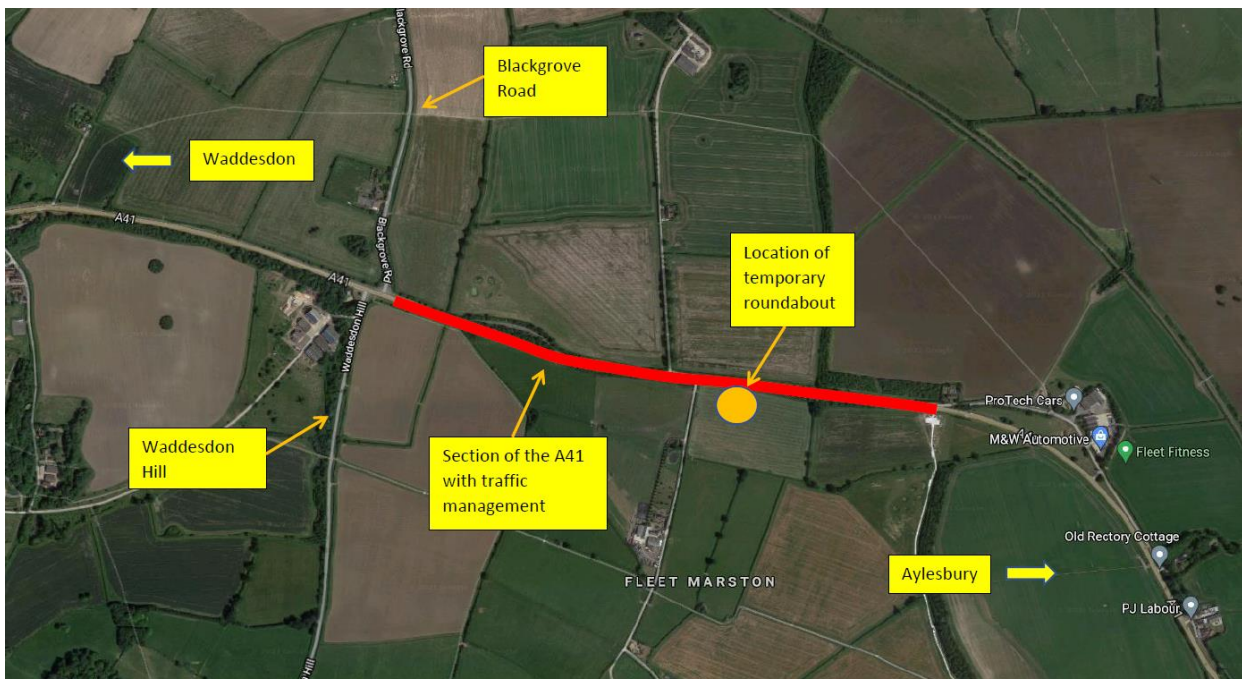 Blackgrove Rd
Blackgrove
Road
Waddesdon
A41
Blackgrove Rd
A41
Location of
temporary
roundabout
Waddesdon Hill
ProTech Cars
M&W Automotive
Fleet Fitness
Waddesdon
Hill
Section of the A41
with traffic
management
Old Rectory Cottage
FLEET MARSTON
Aylesbury
PJ Labour